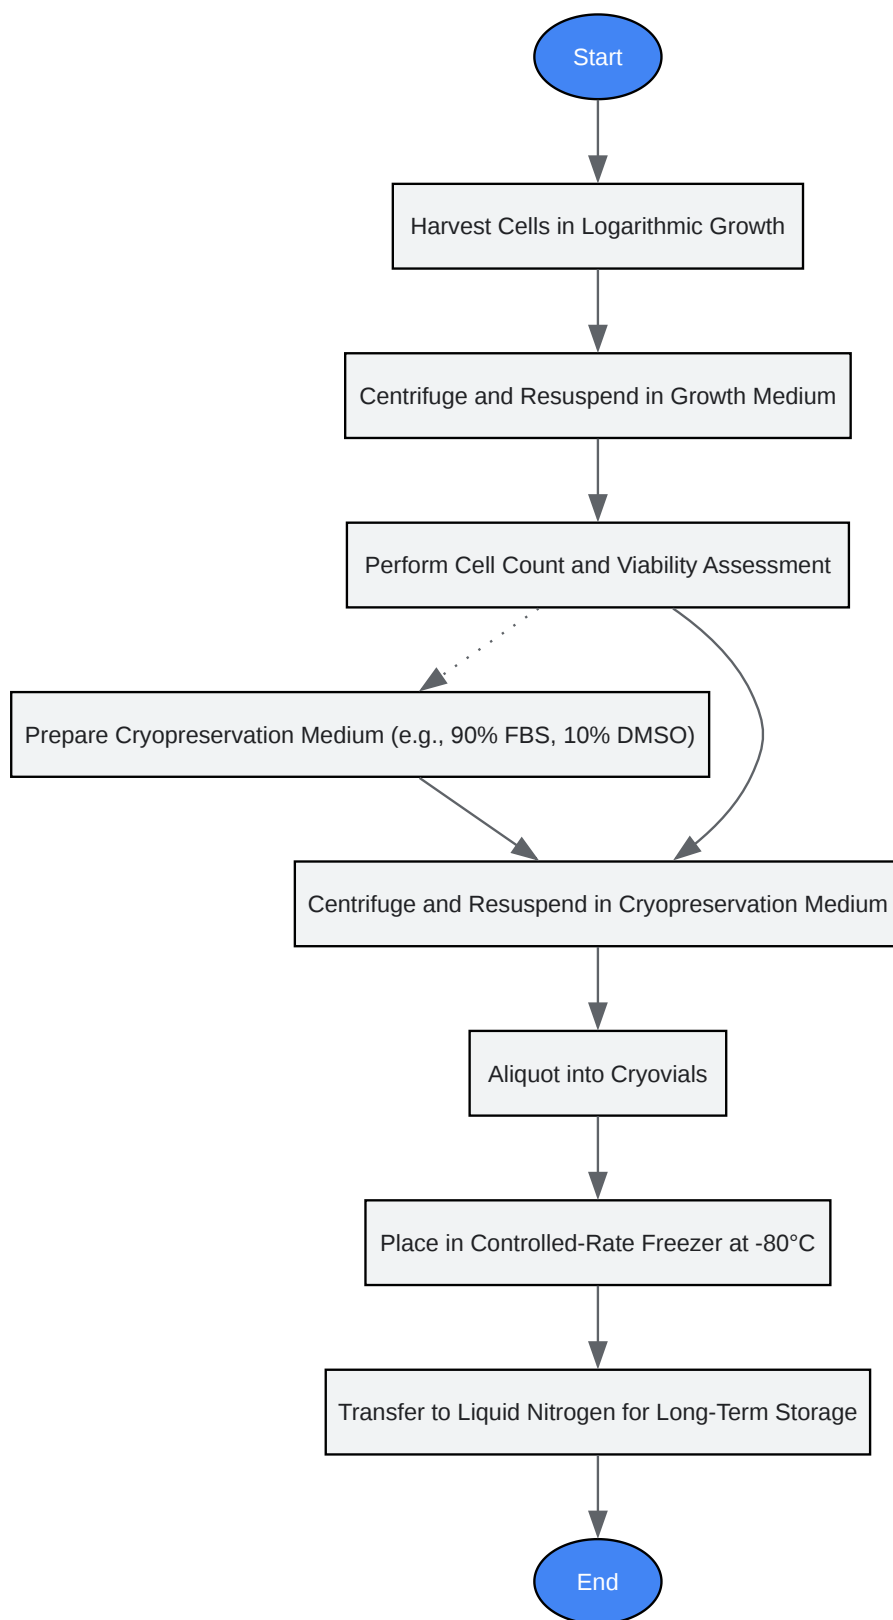 Start
Harvest Cells in Logarithmic Growth
Centrifuge and Resuspend in Growth Medium
Perform Cell Count and Viability Assessment
Prepare Cryopreservation Medium (e.g., 90% FBS, 10% DMSO)
Centrifuge and Resuspend in Cryopreservation Medium
Aliquot into Cryovials
Place in Controlled-Rate Freezer at -80°C
Transfer to Liquid Nitrogen for Long-Term Storage
End